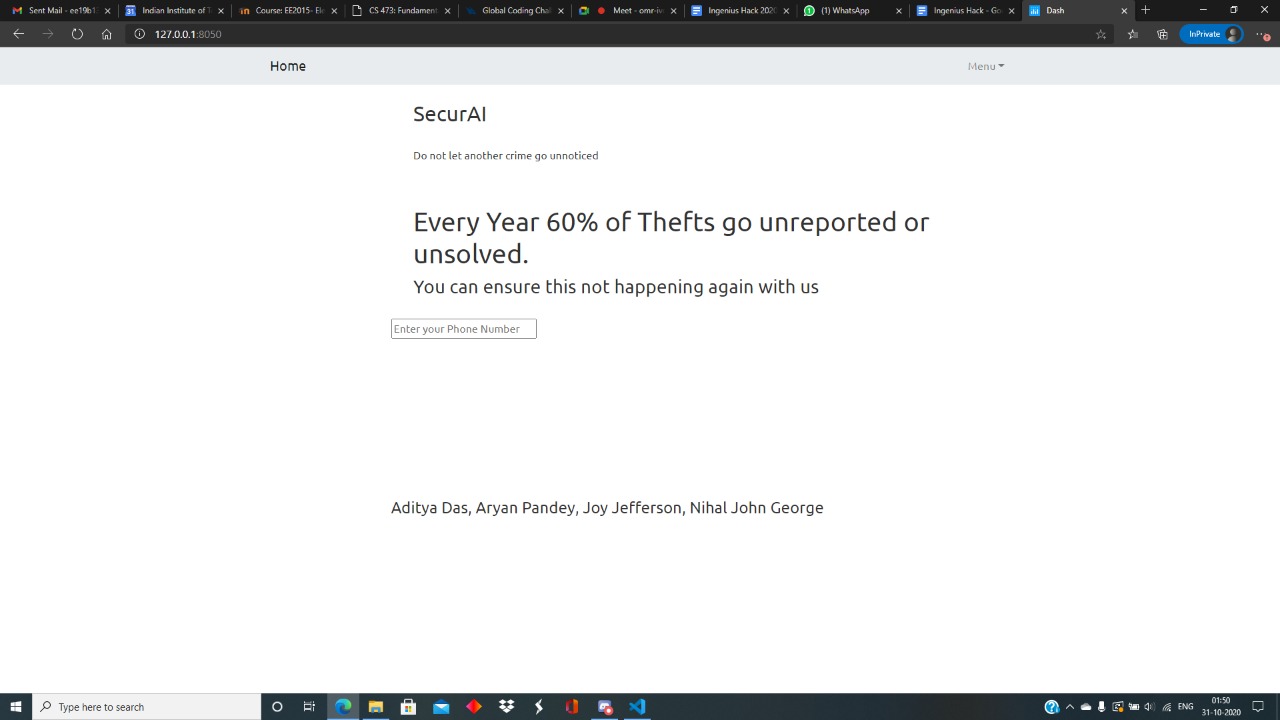 Sent Mail - ee19b1
Indian Institute of T
Course: EE2015- Ele
CS 473: Fundament
Global Coding Chal
Meet - omr-iv
Ingenius Hack 2020
(1) WhatsApp
Ingenius Hack - Go
Dash
127.0.0.1:8050
InPrivate
Home
Menu
SecurAI
Do not let another crime go unnoticed
Every Year 60% of Thefts go unreported or
unsolved.
You can ensure this not happening again with us
Enter your Phone Number
Aditya Das, Aryan Pandey, Joy Jefferson, Nihal John George
Type here to search
ENG
01:50
31-10-2020